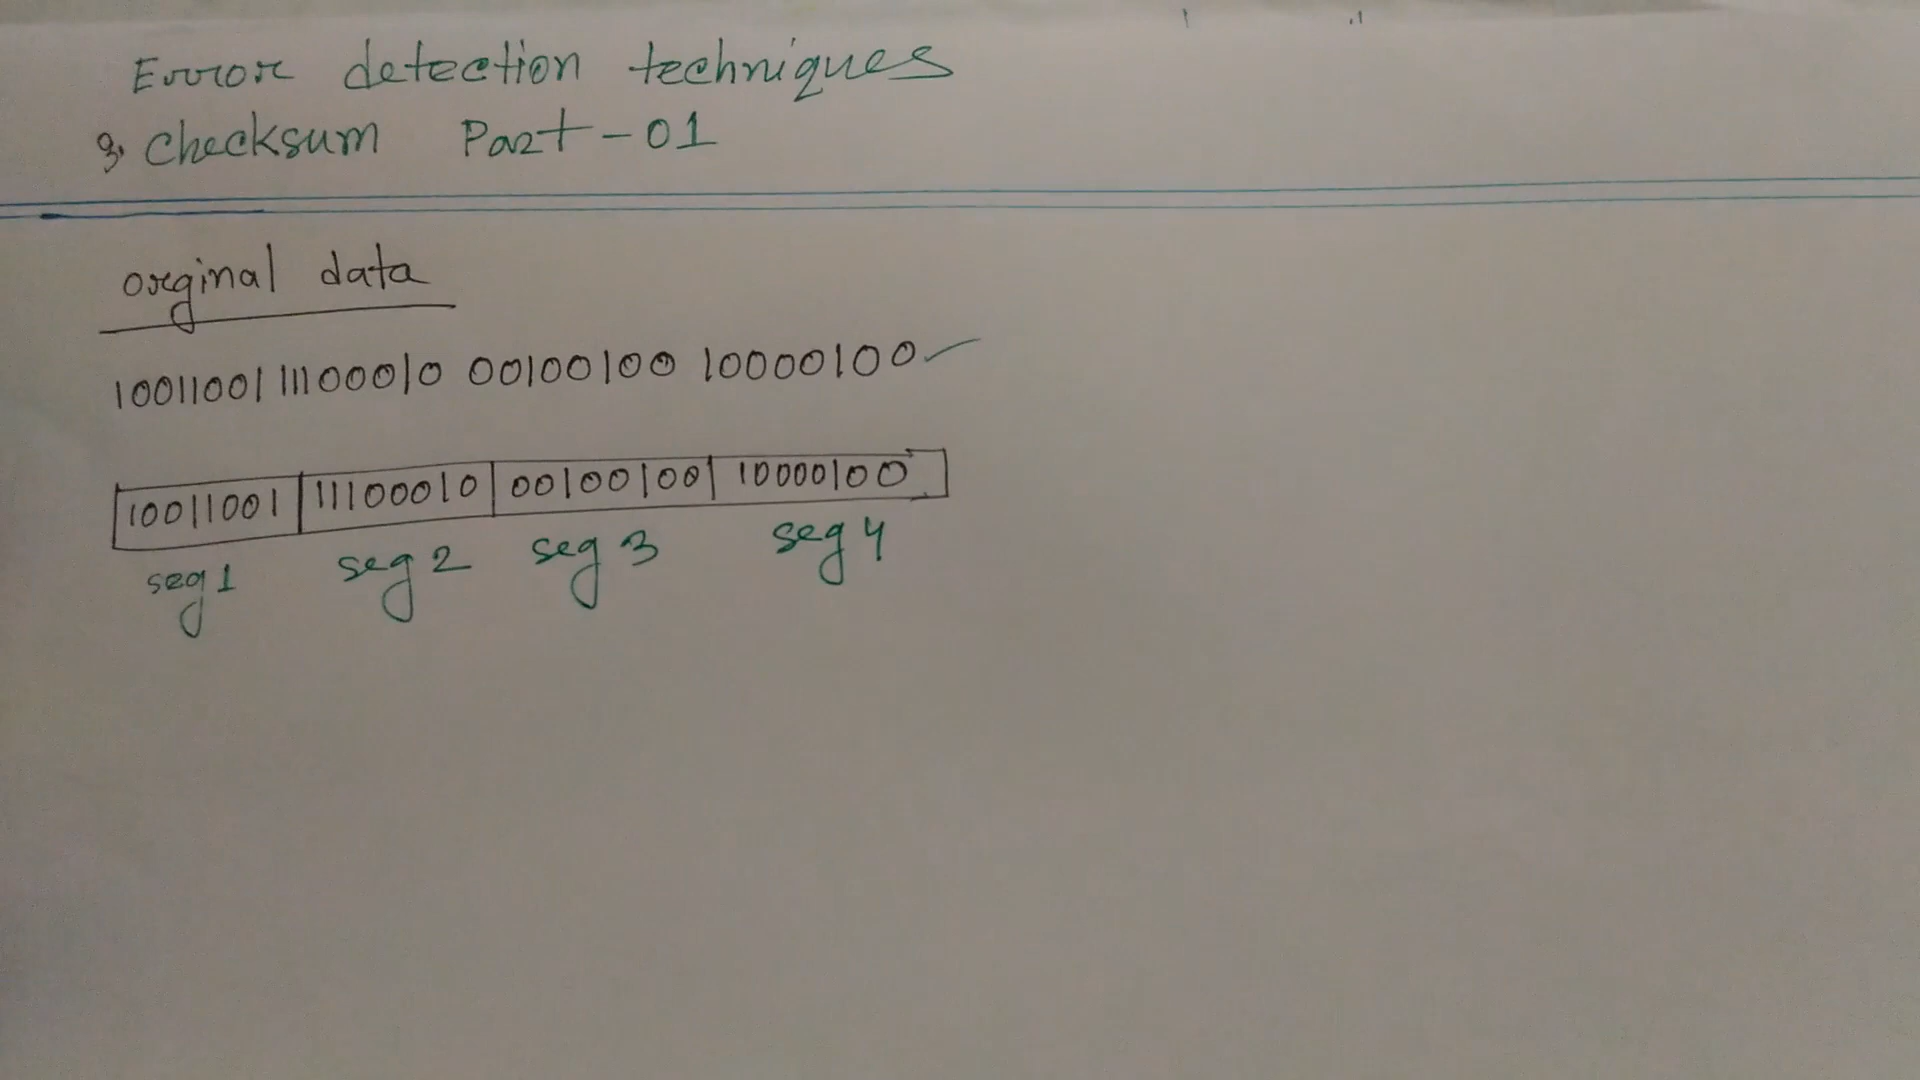 Error detection techniques
3. Checksum Part-01
orginal data
10011001 11100010 00100100 10000100
10011001 11100010 00100100 10000100
seg 1 seg 2 seg 3 seg 4